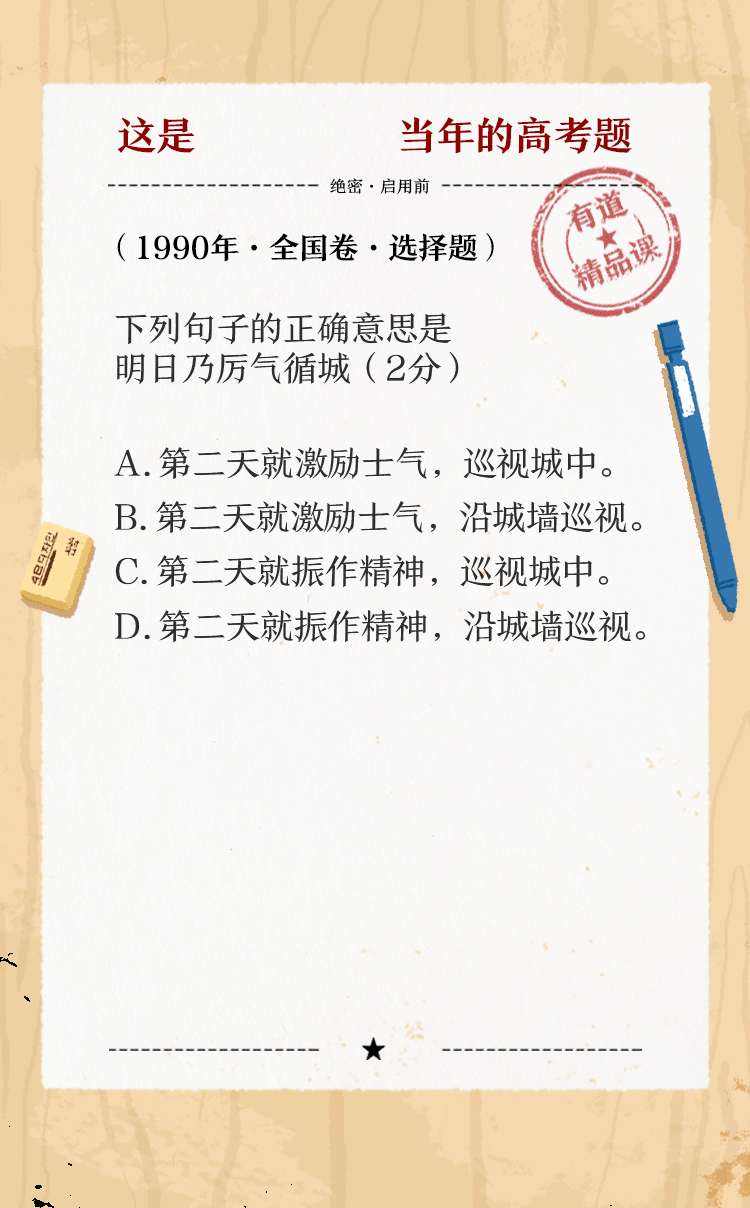 这是 当年的高考题
绝密·启用前
有道
精品课
（1990年·全国卷·选择题）
下列句子的正确意思是
明日乃厉气循城（2分）
A. 第二天就激励士气，巡视城中。
B. 第二天就激励士气，沿城墙巡视。
C. 第二天就振作精神，巡视城中。
D. 第二天就振作精神，沿城墙巡视。